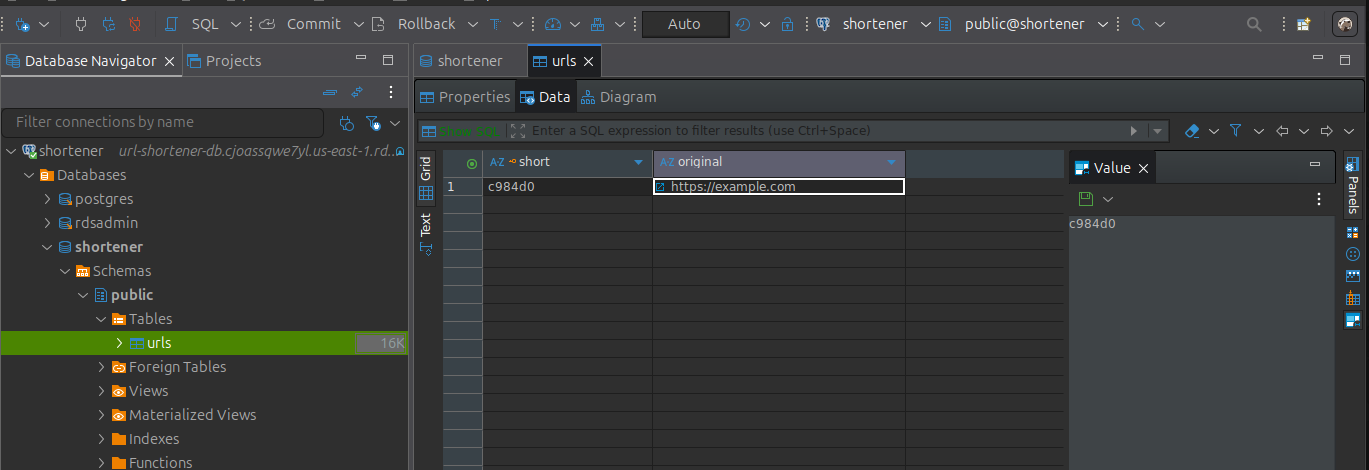 SQL Commit Rollback T Auto shortener public@shortener
Database Navigator Projects
shortener urls
Properties Data Diagram
Filter connections by name
Show SQL Enter a SQL expression to filter results (use Ctrl+Space)
shortener url-shortener-db.cjoassqwe7yl.us-east-1.rd...
Databases
postgres
rdsadmin
shortener
Schemas
public
Tables
urls 16K
Foreign Tables
Views
Materialized Views
Indexes
Functions
Grid
Text
A-Z short A-Z original
1 c984d0 https://example.com
Value
c984d0
Panels